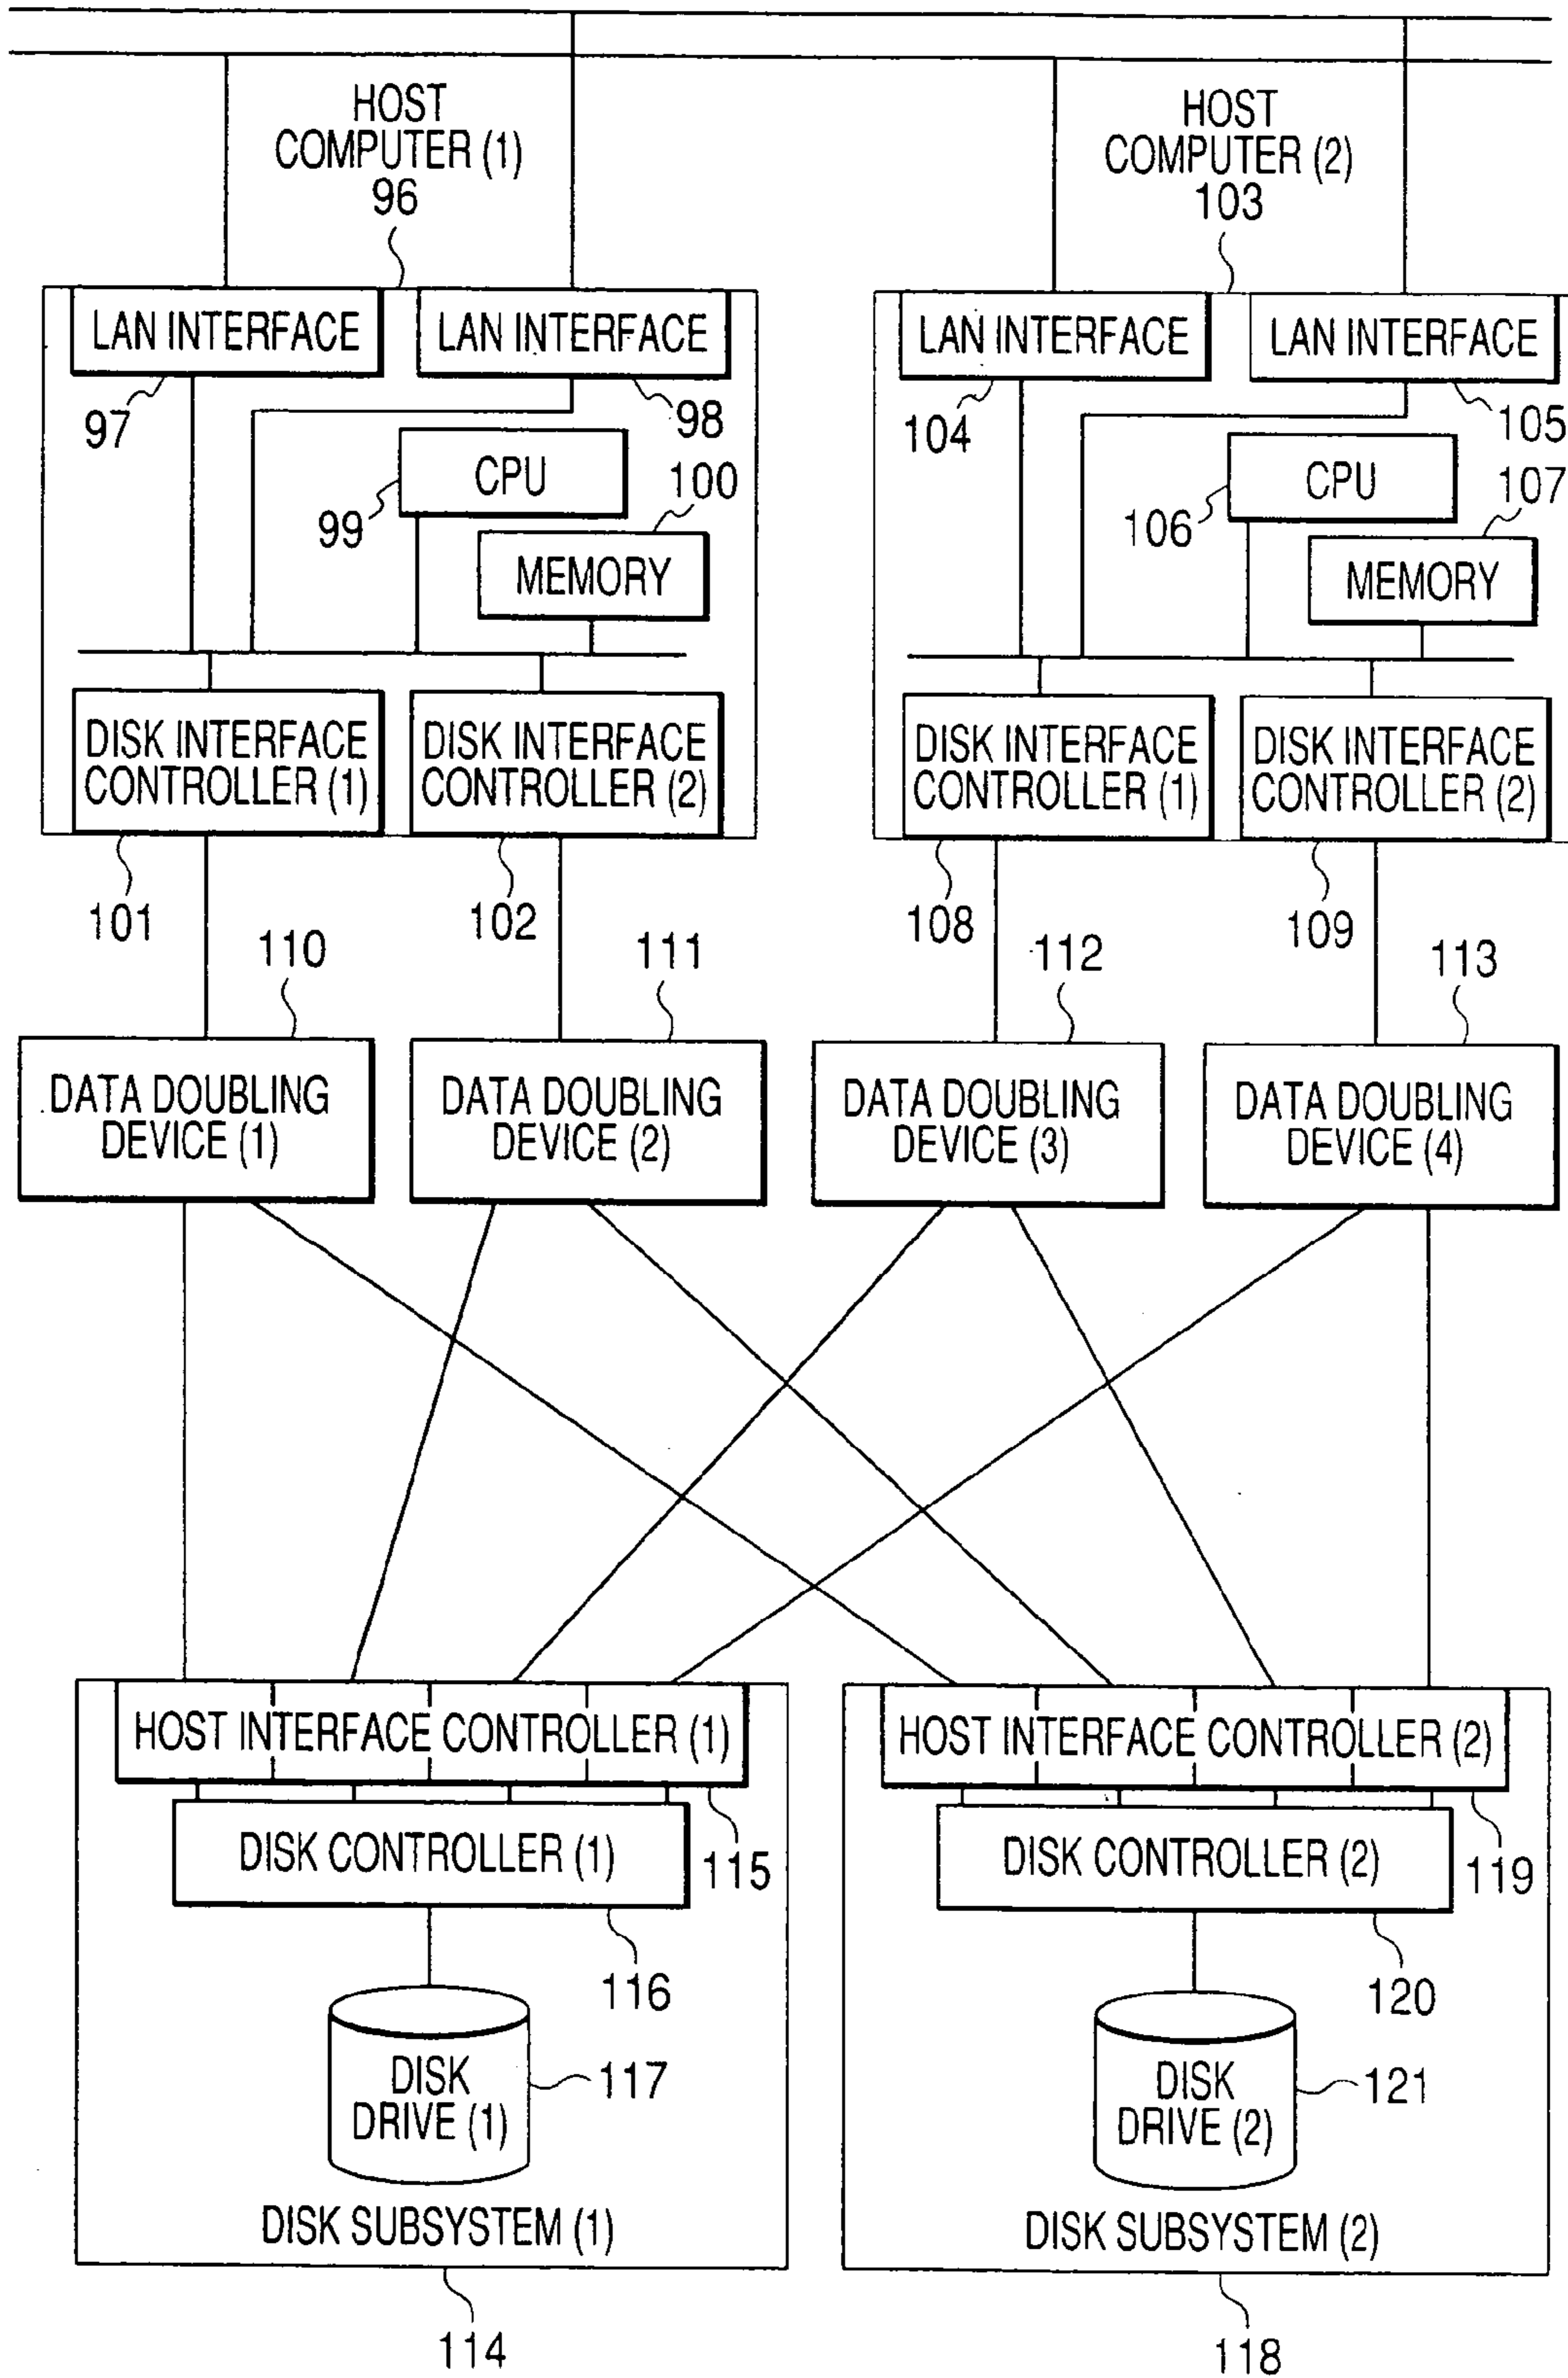 HOST
COMPUTER (1)
96
HOST
COMPUTER (2)
103
LAN INTERFACE
LAN INTERFACE
LAN INTERFACE
LAN INTERFACE
97
98
104
105
CPU
100
CPU
107
99
106
MEMORY
MEMORY
DISK INTERFACE
CONTROLLER (1)
DISK INTERFACE
CONTROLLER (2)
DISK INTERFACE
CONTROLLER (1)
DISK INTERFACE
CONTROLLER (2)
101
102
108
109
110
111
112
113
DATA DOUBLING
DEVICE (1)
DATA DOUBLING
DEVICE (2)
DATA DOUBLING
DEVICE (3)
DATA DOUBLING
DEVICE (4)
HOST INTERFACE CONTROLLER (1)
HOST INTERFACE CONTROLLER (2)
DISK CONTROLLER (1)
115
DISK CONTROLLER (2)
119
116
120
DISK
DRIVE (1)
117
DISK
DRIVE (2)
121
DISK SUBSYSTEM (1)
DISK SUBSYSTEM (2)
114
118